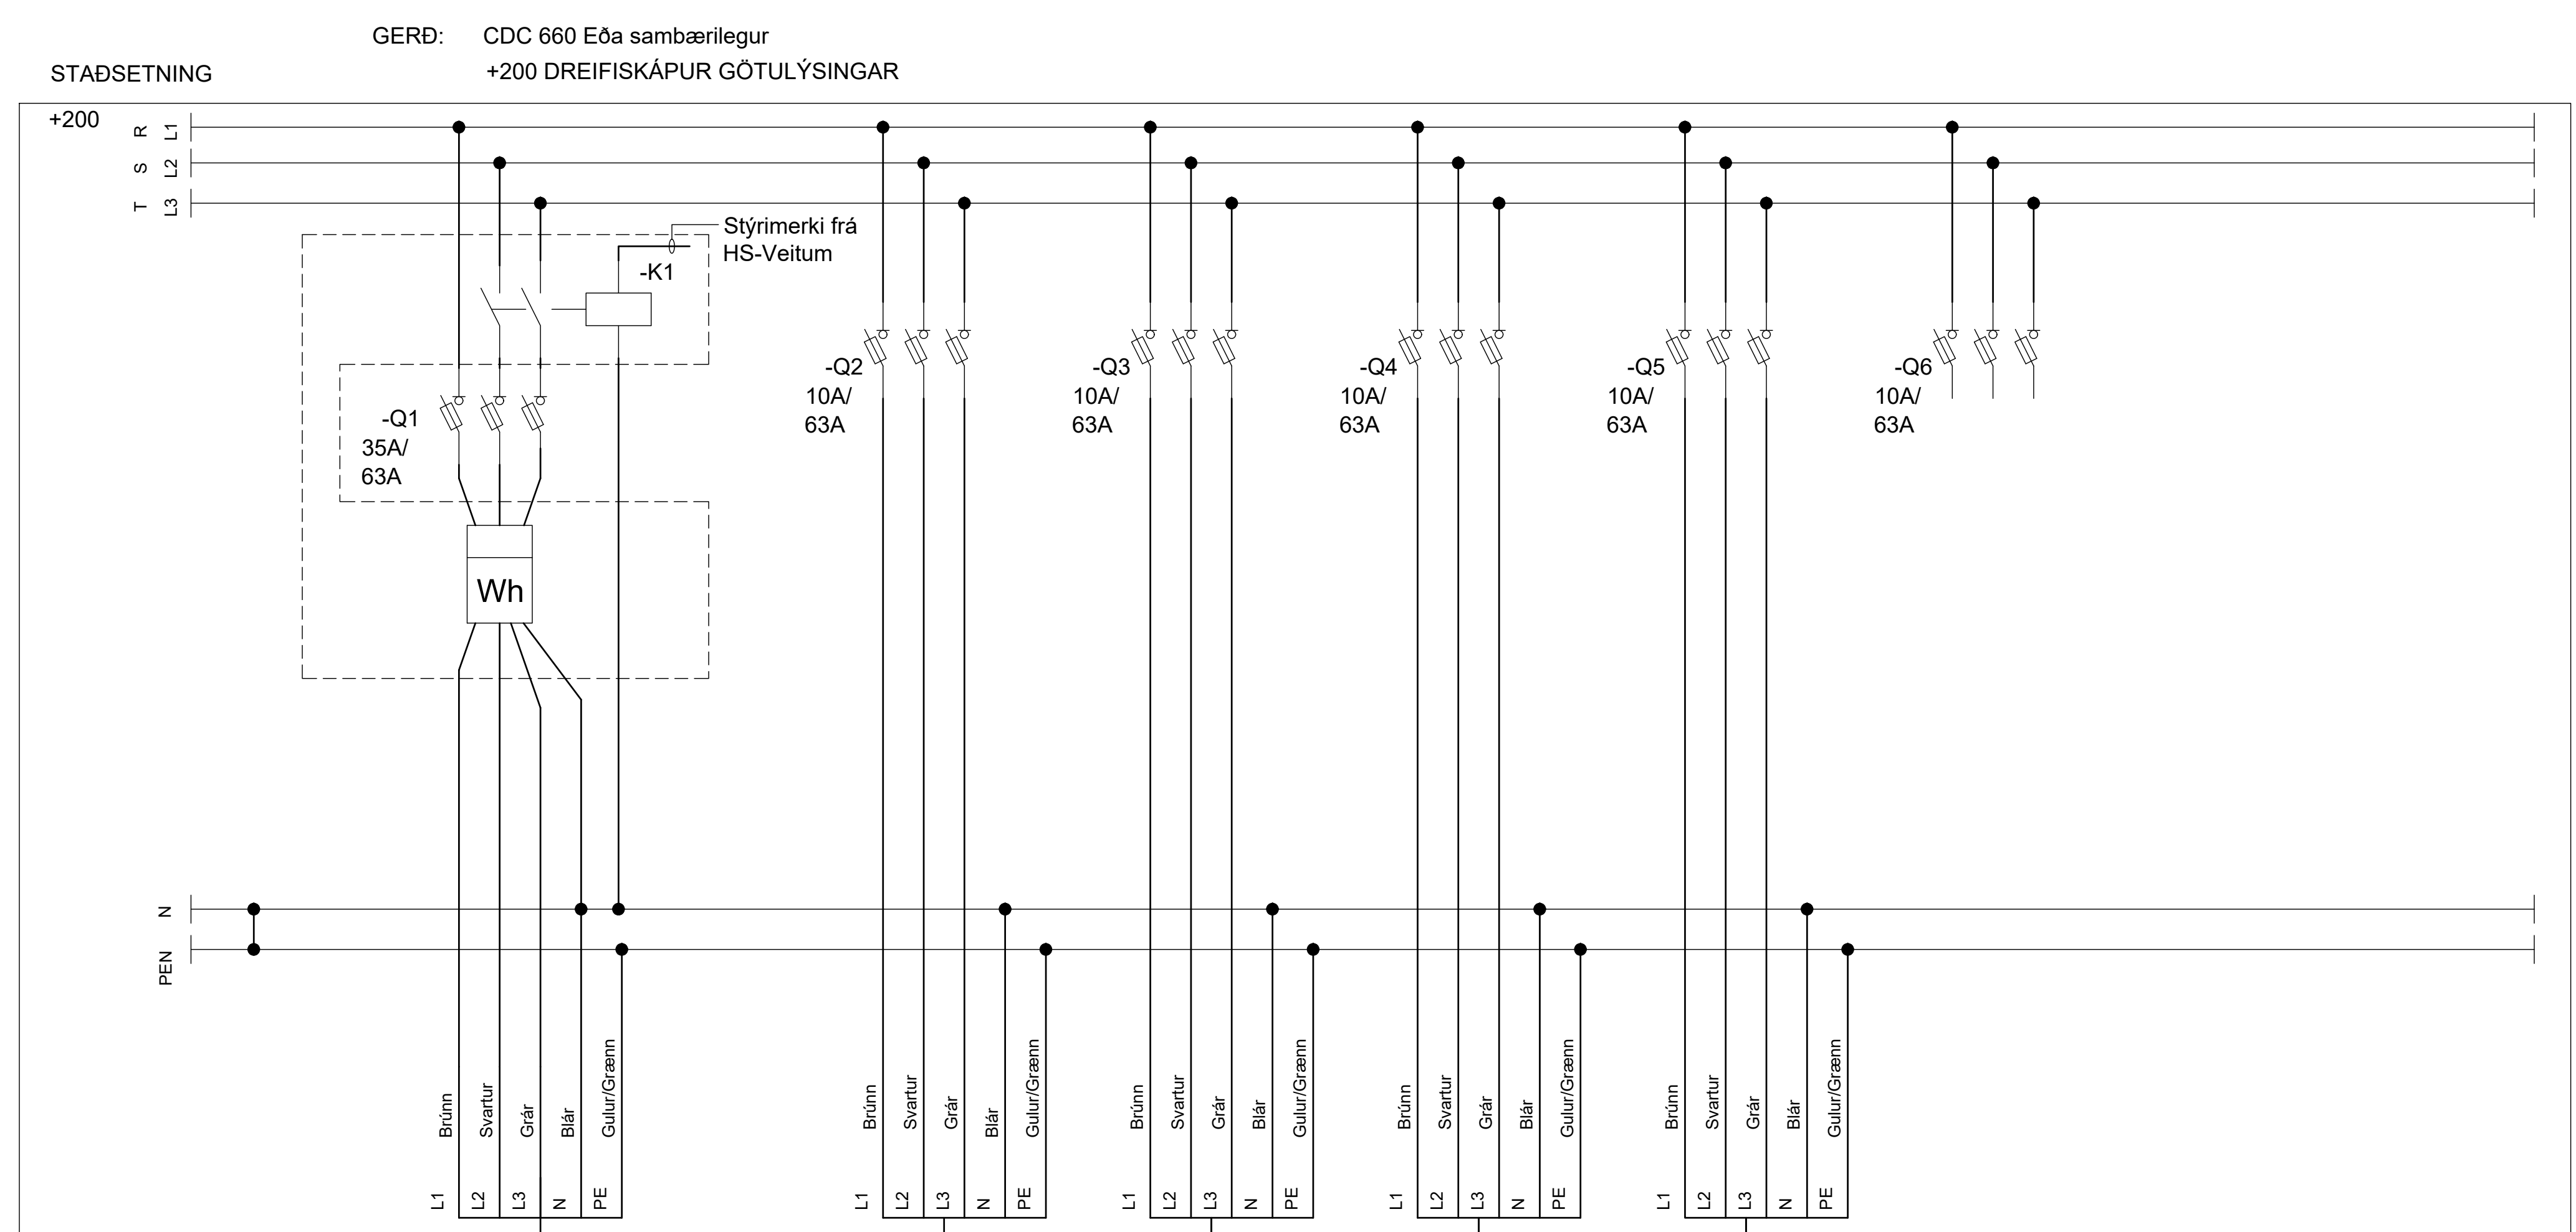 GERÐ: CDC 660 Eða sambærilegur
STAÐSETNING +200 DREIFISKÁPUR GÖTULÝSINGAR
+200
R L1
S L2
T L3
Stýrimerki frá
HS-Veitum
-K1
-Q1
35A/
63A
Wh
-Q2
10A/
63A
-Q3
10A/
63A
-Q4
10A/
63A
-Q5
10A/
63A
-Q6
10A/
63A
N
PEN
Brúnn Svartur Grár Blár Gulur/Grænn
L1 L2 L3 N PE
Brúnn Svartur Grár Blár Gulur/Grænn
L1 L2 L3 N PE
Brúnn Svartur Grár Blár Gulur/Grænn
L1 L2 L3 N PE
Brúnn Svartur Grár Blár Gulur/Grænn
L1 L2 L3 N PE
Brúnn Svartur Grár Blár Gulur/Grænn
L1 L2 L3 N PE